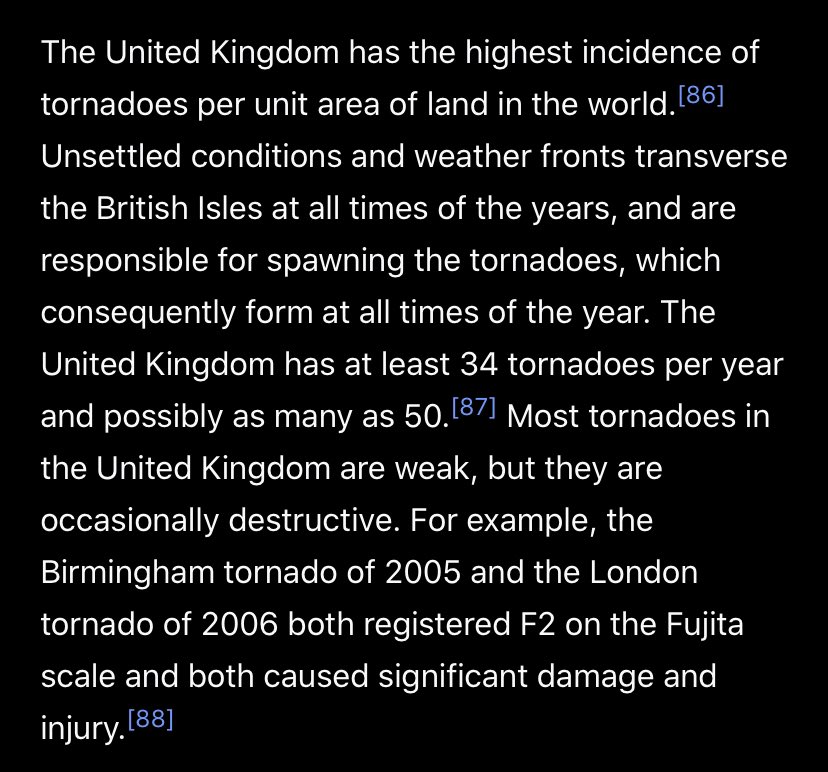 The United Kingdom has the highest incidence of
tornadoes per unit area of land in the world.[86]
Unsettled conditions and weather fronts transverse
the British Isles at all times of the years, and are
responsible for spawning the tornadoes, which
consequently form at all times of the year. The
United Kingdom has at least 34 tornadoes per year
and possibly as many as 50.[87] Most tornadoes in
the United Kingdom are weak, but they are
occasionally destructive. For example, the
Birmingham tornado of 2005 and the London
tornado of 2006 both registered F2 on the Fujita
scale and both caused significant damage and
injury.[88]